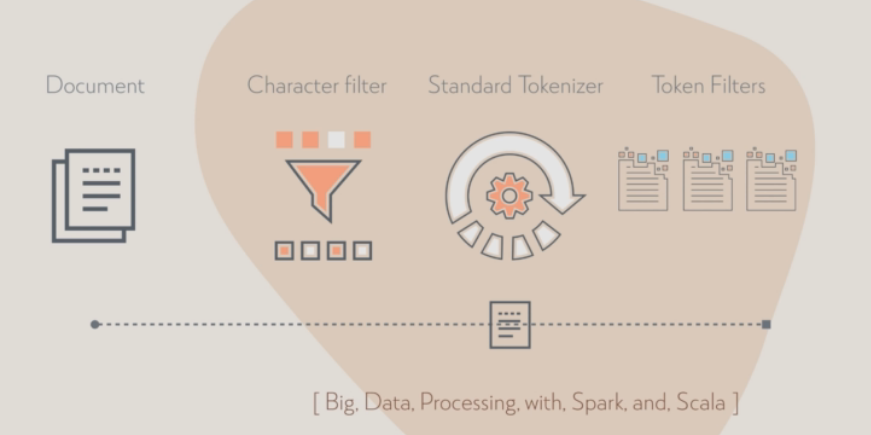 Document Character filter Standard Tokenizer Token Filters
[ Big, Data, Processing, with, Spark, and, Scala ]